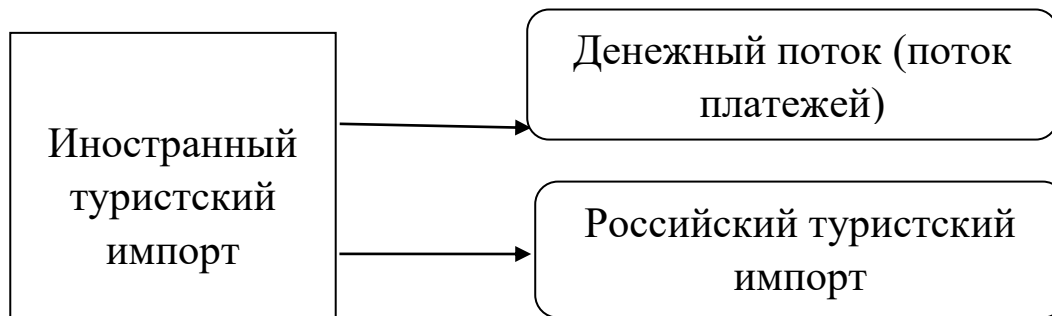 Иностранный
туристский
импорт
Денежный поток (поток
платежей)
Российский туристский
импорт